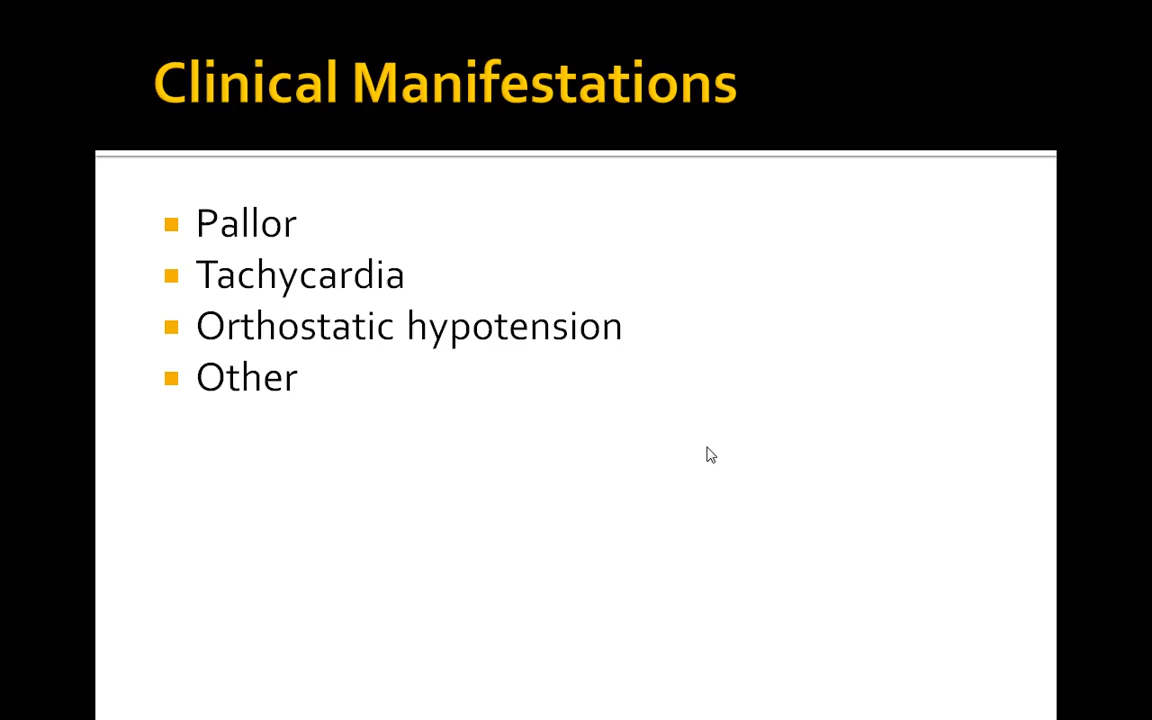 Clinical Manifestations
Pallor
Tachycardia
Orthostatic hypotension
Other